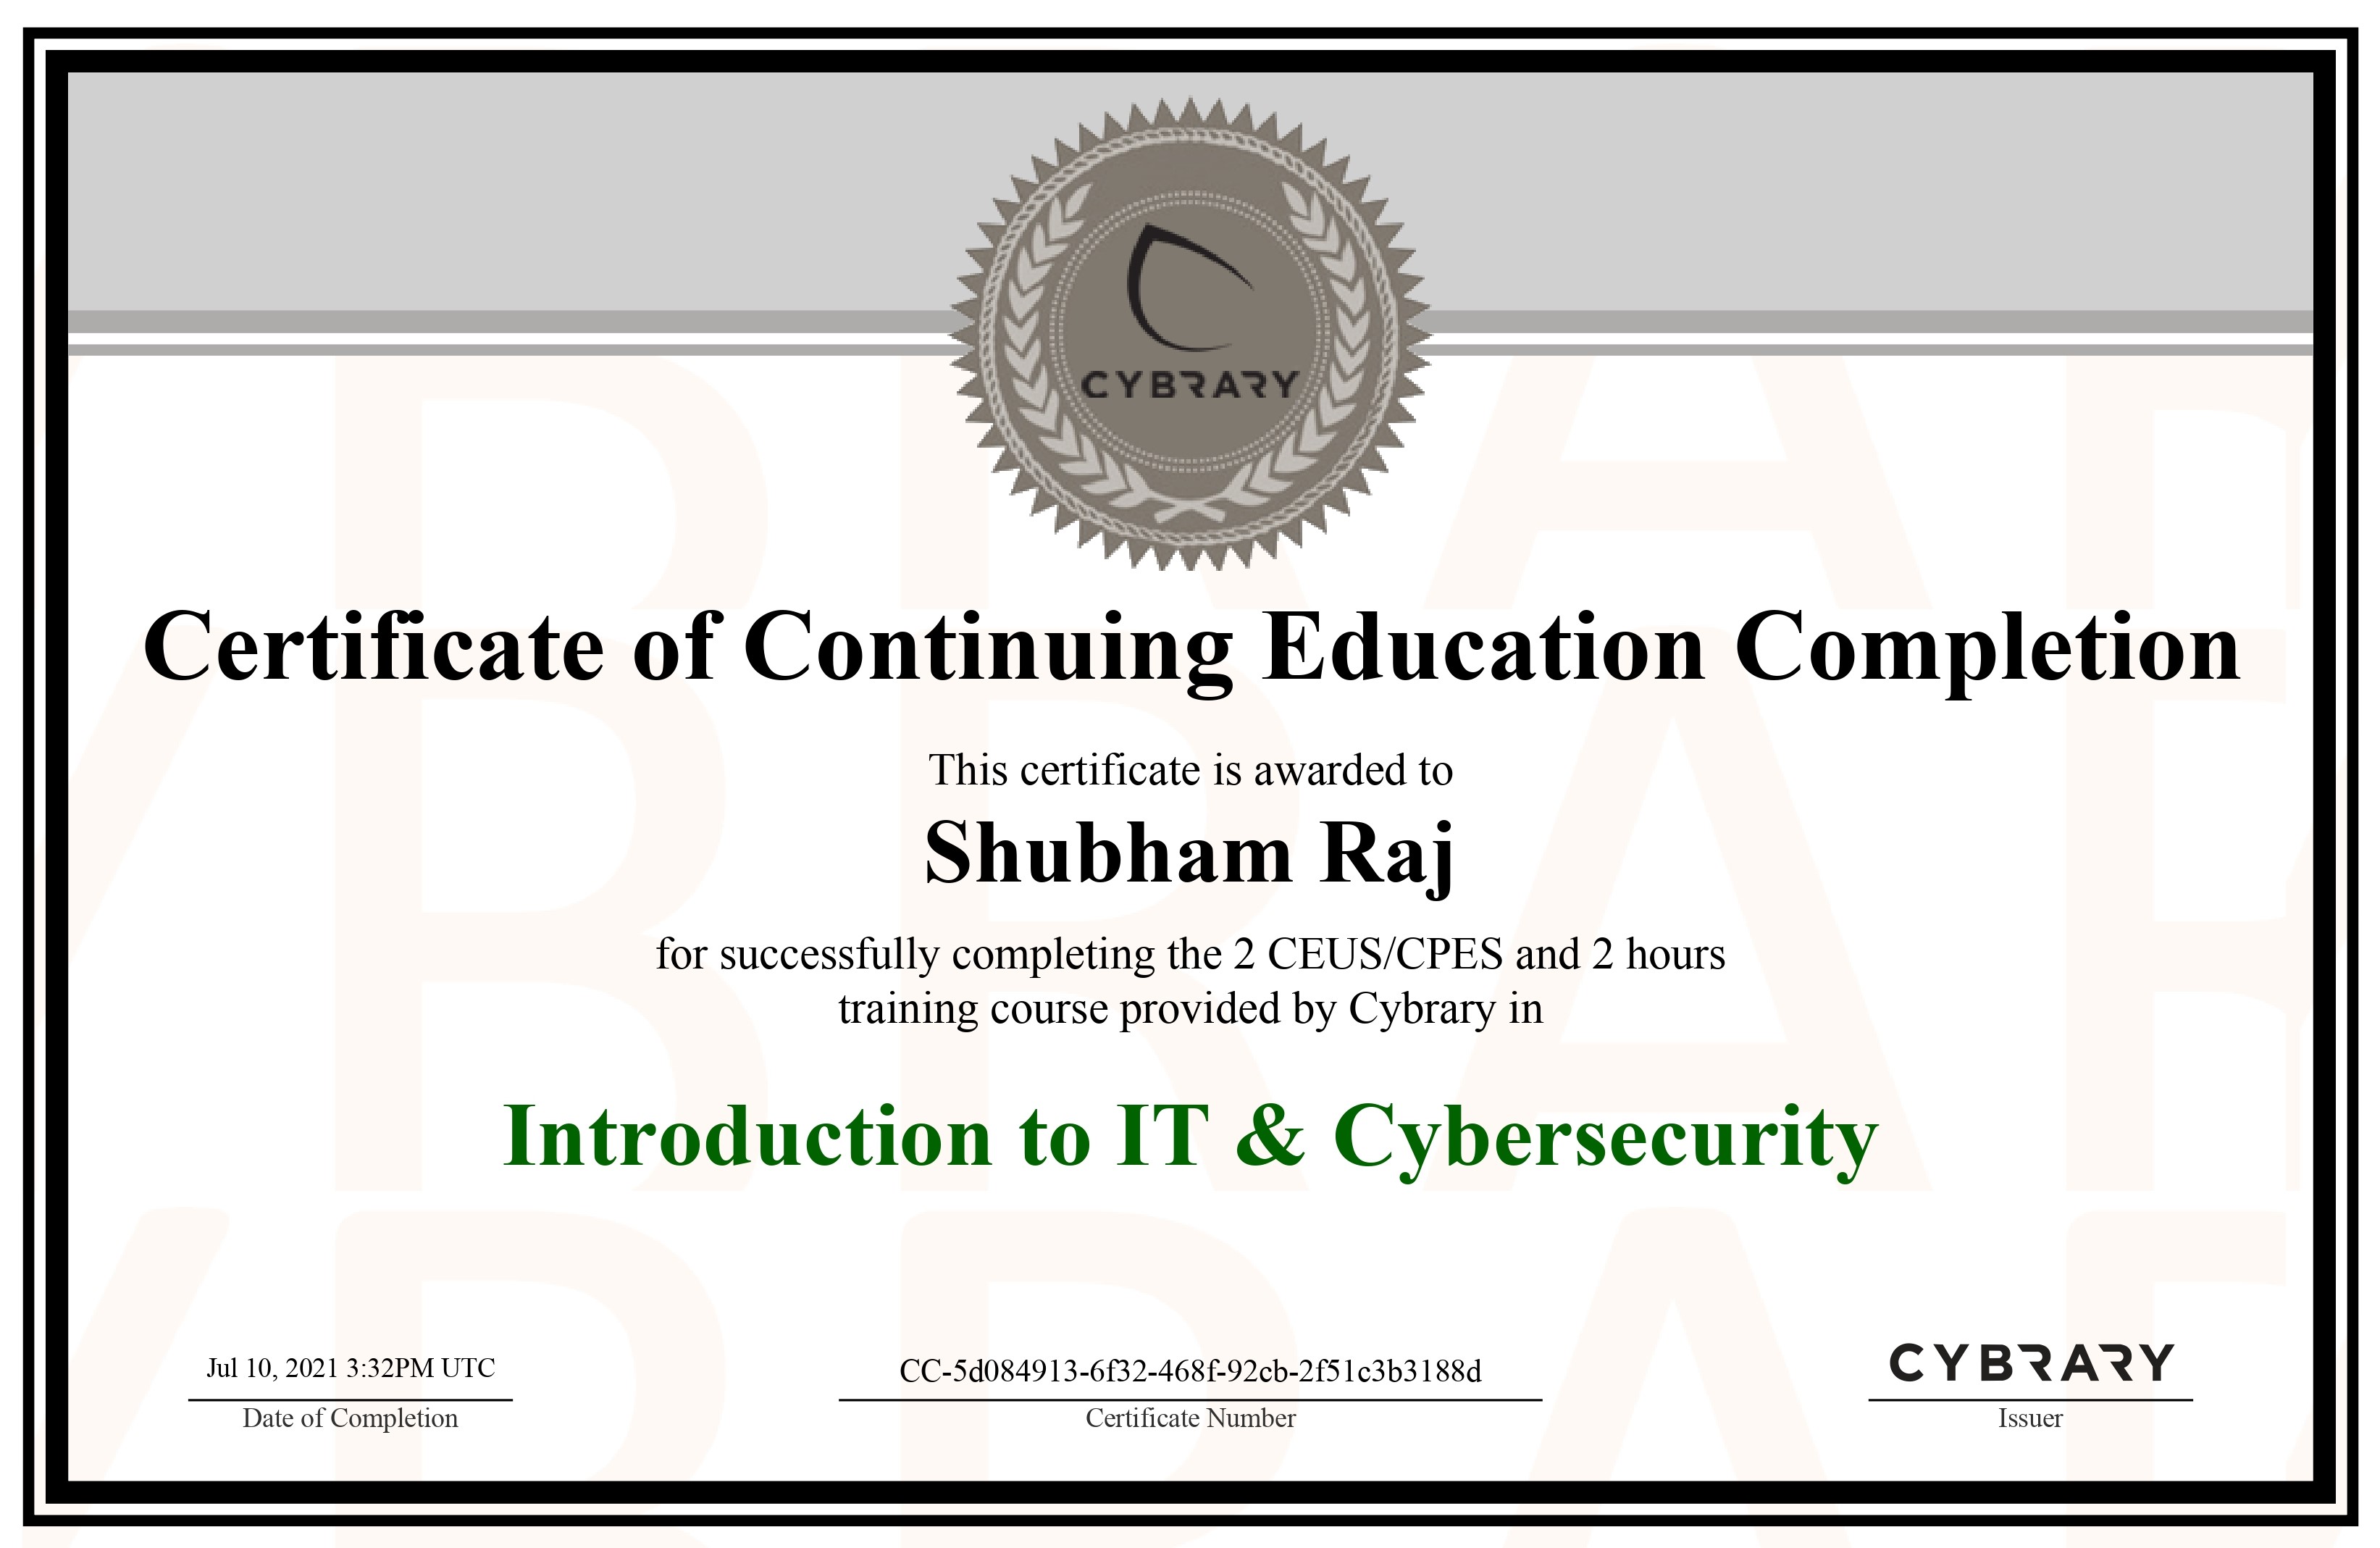 CYBRARY
Certificate of Continuing Education Completion
This certificate is awarded to
Shubham Raj
for successfully completing the 2 CEUS/CPES and 2 hours
training course provided by Cybrary in
Introduction to IT & Cybersecurity
Jul 10, 2021 3:32PM UTC
Date of Completion
CC-5d084913-6f32-468f-92cb-2f51c3b3188d
Certificate Number
CYBRARY
Issuer